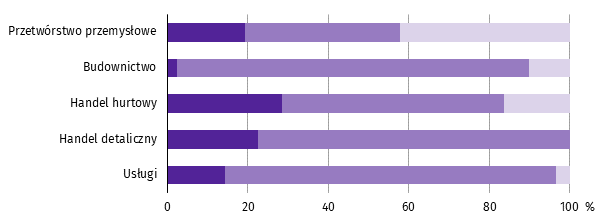 Przetwórstwo przemysłowe
Budownictwo
Handel hurtowy
Handel detaliczny
Usługi
0 20 40 60 80 100 %